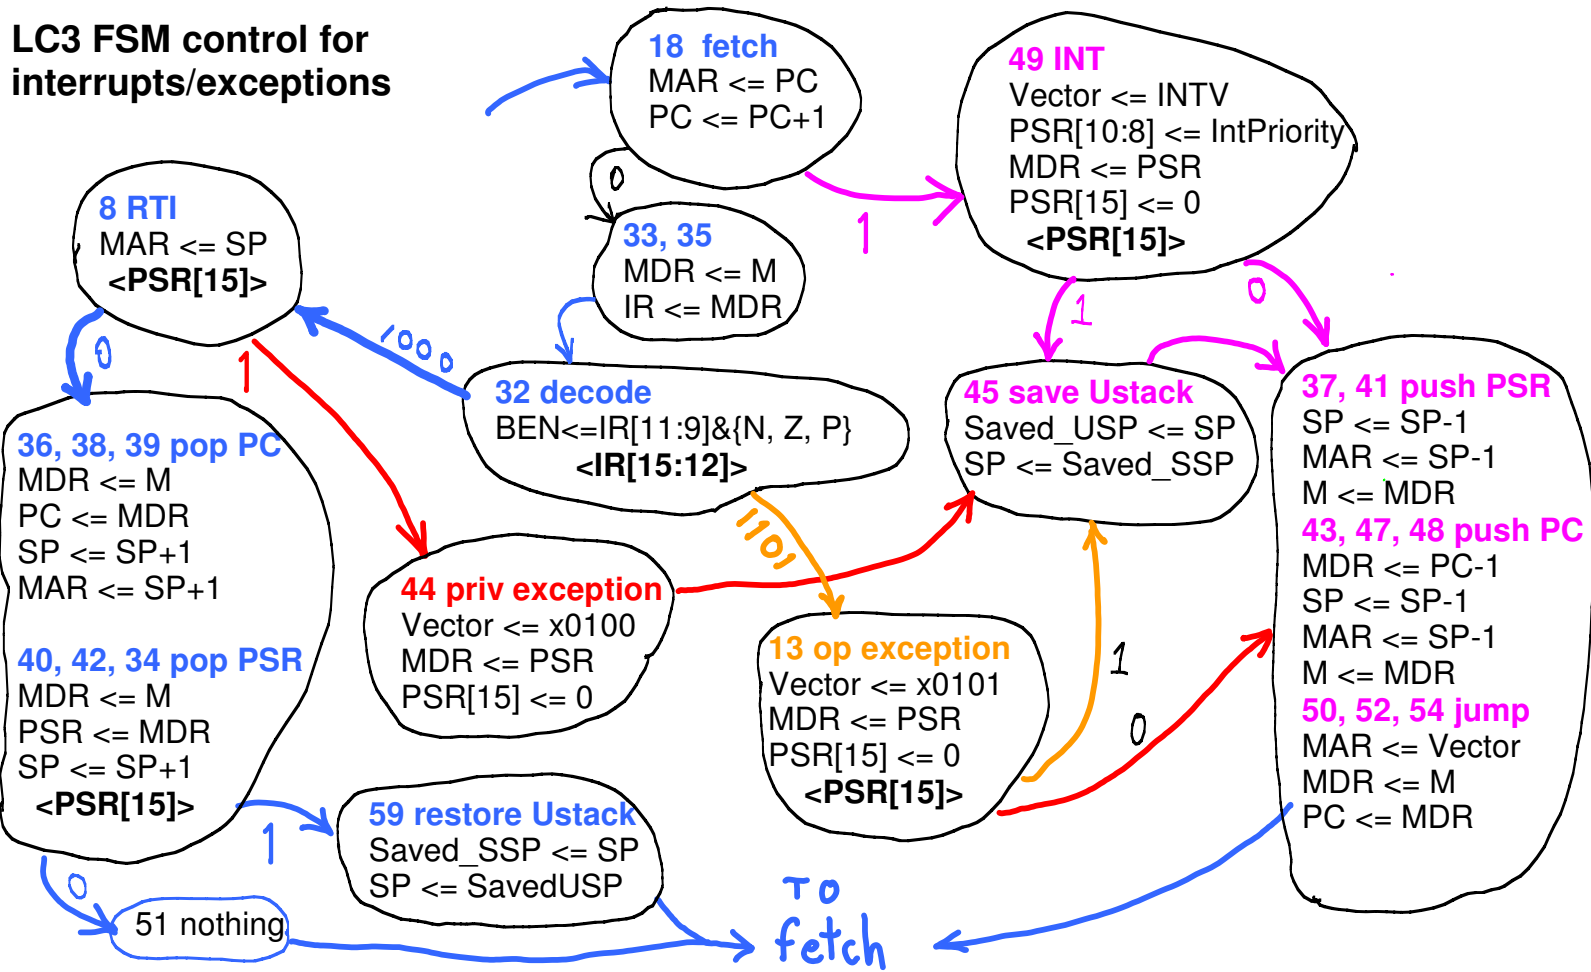 LC3 FSM control for
interrupts/exceptions
18 fetch
MAR <= PC
PC <= PC+1
0
1
49 INT
Vector <= INTV
PSR[10:8] <= IntPriority
MDR <= PSR
PSR[15] <= 0
<PSR[15]>
1
0
33, 35
MDR <= M
IR <= MDR
8 RTI
MAR <= SP
<PSR[15]>
0
1
1000
32 decode
BEN<=IR[11:9]&{N, Z, P}
<IR[15:12]>
1101
45 save Ustack
Saved_USP <= SP
SP <= Saved_SSP
37, 41 push PSR
SP <= SP-1
MAR <= SP-1
M <= MDR
43, 47, 48 push PC
MDR <= PC-1
SP <= SP-1
MAR <= SP-1
M <= MDR
50, 52, 54 jump
MAR <= Vector
MDR <= M
PC <= MDR
36, 38, 39 pop PC
MDR <= M
PC <= MDR
SP <= SP+1
MAR <= SP+1
40, 42, 34 pop PSR
MDR <= M
PSR <= MDR
SP <= SP+1
<PSR[15]>
1
0
44 priv exception
Vector <= x0100
MDR <= PSR
PSR[15] <= 0
13 op exception
Vector <= x0101
MDR <= PSR
PSR[15] <= 0
<PSR[15]>
1
0
59 restore Ustack
Saved_SSP <= SP
SP <= SavedUSP
51 nothing
TO
fetch